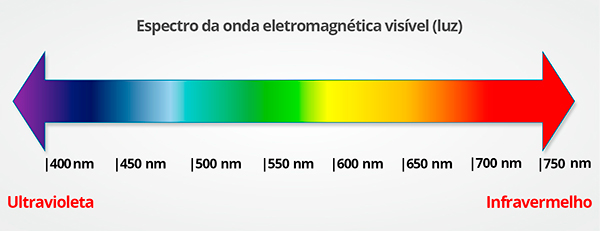 Espectro da onda eletromagnética visível (luz)
|400 nm |450 nm |500 nm |550 nm |600 nm |650 nm |700 nm |750 nm
Ultravioleta Infravermelho